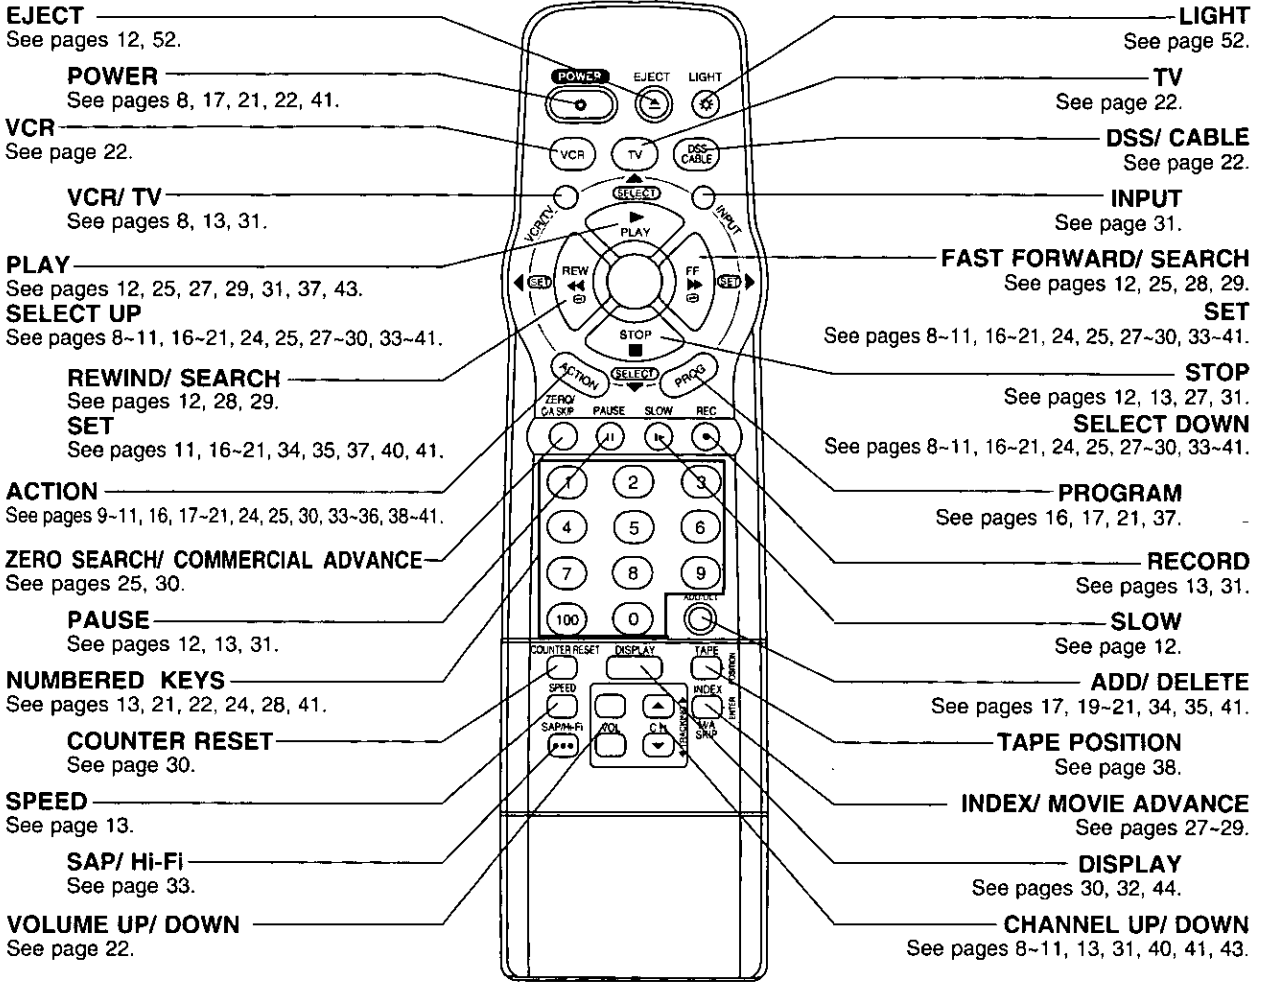 EJECT
See pages 12, 52.
POWER
See pages 8, 17, 21, 22, 41.
VCR
See page 22.
VCR/ TV
See pages 8, 13, 31.
PLAY
See pages 12, 25, 27, 29, 31, 37, 43.
SELECT UP
See pages 8~11, 16~21, 24, 25, 27~30, 33~41.
REWIND/ SEARCH
See pages 12, 28, 29.
SET
See pages 11, 16~21, 34, 35, 37, 40, 41.
ACTION
See pages 9~11, 16, 17~21, 24, 25, 30, 33~36, 38~41.
ZERO SEARCH/ COMMERCIAL ADVANCE
See pages 25, 30.
PAUSE
See pages 12, 13, 31.
NUMBERED KEYS
See pages 13, 21, 22, 24, 28, 41.
COUNTER RESET
See page 30.
SPEED
See page 13.
SAP/ Hi-Fi
See page 33.
VOLUME UP/ DOWN
See page 22.
POWER EJECT LIGHT
VCR TV DSS CABLE
SELECT
VCR/TV INPUT
PLAY
REW FF
SET SET
STOP
ACTION SELECT PROG
ZERO/ C/A SKIP PAUSE SLOW REC
1 2 3
4 5 6
7 8 9
ADD/DLT
100 0
COUNTER RESET DISPLAY TAPE POSITION
SPEED INDEX ENTER
SAP/Hi-Fi VOL CH TRACKING M/A SKIP
LIGHT
See page 52.
TV
See page 22.
DSS/ CABLE
See page 22.
INPUT
See page 31.
FAST FORWARD/ SEARCH
See pages 12, 25, 28, 29.
SET
See pages 8~11, 16~21, 24, 25, 27~30, 33~41.
STOP
See pages 12, 13, 27, 31.
SELECT DOWN
See pages 8~11, 16~21, 24, 25, 27~30, 33~41.
PROGRAM
See pages 16, 17, 21, 37.
RECORD
See pages 13, 31.
SLOW
See page 12.
ADD/ DELETE
See pages 17, 19~21, 34, 35, 41.
TAPE POSITION
See page 38.
INDEX/ MOVIE ADVANCE
See pages 27~29.
DISPLAY
See pages 30, 32, 44.
CHANNEL UP/ DOWN
See pages 8~11, 13, 31, 40, 41, 43.